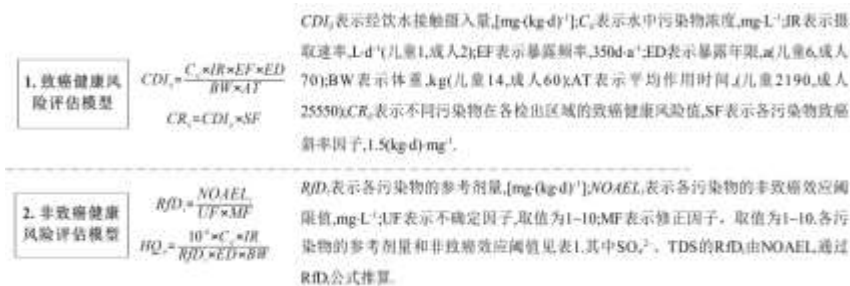 CDIᵢ表示经饮水接触摄入量,[mg·(kg·d)⁻¹];Cᵢ表示水中污染物浓度,mg·L⁻¹;IR表示摄
取速率,L·d⁻¹(儿童1,成人2);EF表示暴露频率,350d·a⁻¹;ED表示暴露年限,a(儿童6,成人
70);BW表示体重,kg(儿童14,成人60);AT表示平均作用时间,(儿童2190,成人
25550);CRᵢ表示不同污染物在各检出区域的致癌健康风险值,SF表示各污染物致癌
斜率因子,1.5(kg·d)·mg⁻¹.
1. 致癌健康风
险评估模型
CDIᵢ=Cᵢ×IR×EF×ED/BW×AT
CRᵢ=CDIᵢ×SF
RfDᵢ表示各污染物的参考剂量,[mg·(kg·d)⁻¹];NOAELᵢ表示各污染物的非致癌效应阈
限值,mg·L⁻¹;UF表示不确定因子,取值为1~10;MF表示修正因子，取值为1~10.各污
染物的参考剂量和非致癌效应阈值见表1.其中SO₄²⁻、TDS的RfDᵢ由NOAELᵢ通过
RfDᵢ公式推算.
2. 非致癌健康
风险评估模型
RfDᵢ=NOAELᵢ/UF×MF
HQᵢ=×Cᵢ×IR/RfDᵢ×ED×BW